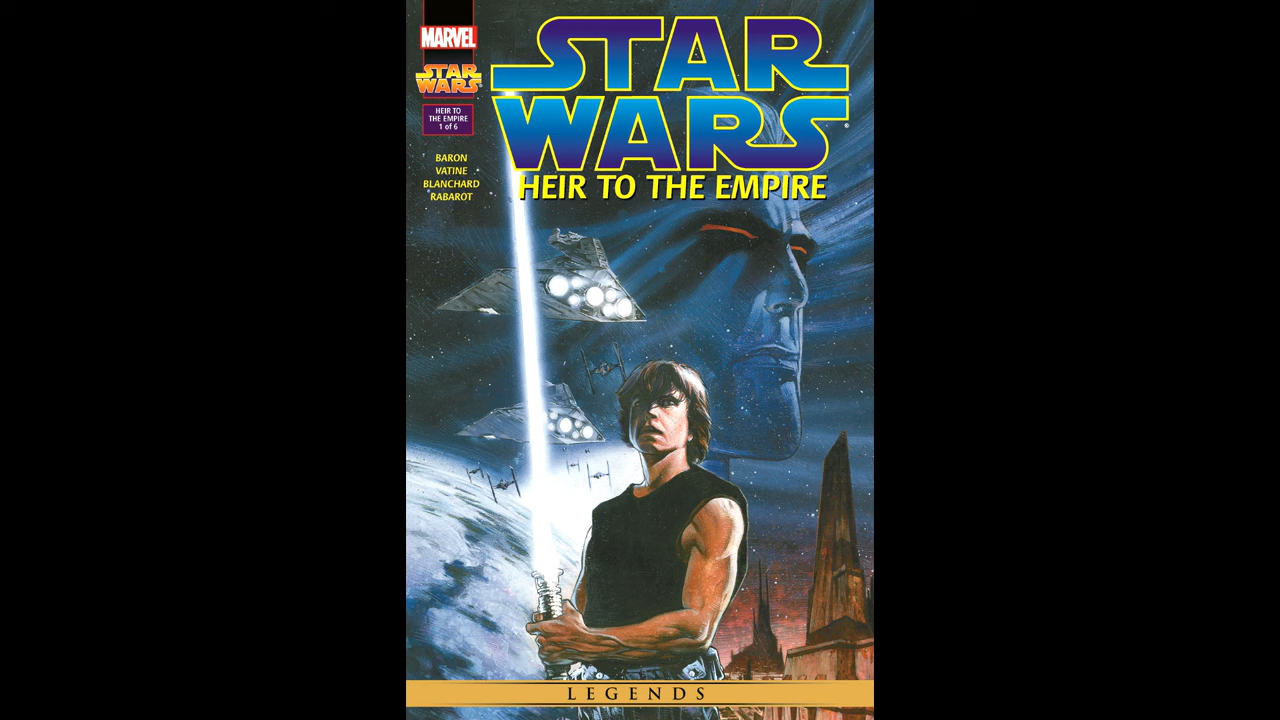 MARVEL
STAR
WARS
HEIR TO
THE EMPIRE
1 of 6
BARON
VATINE
BLANCHARD
RABAROT
STAR
WARS
®
HEIR TO THE EMPIRE
LEGENDS